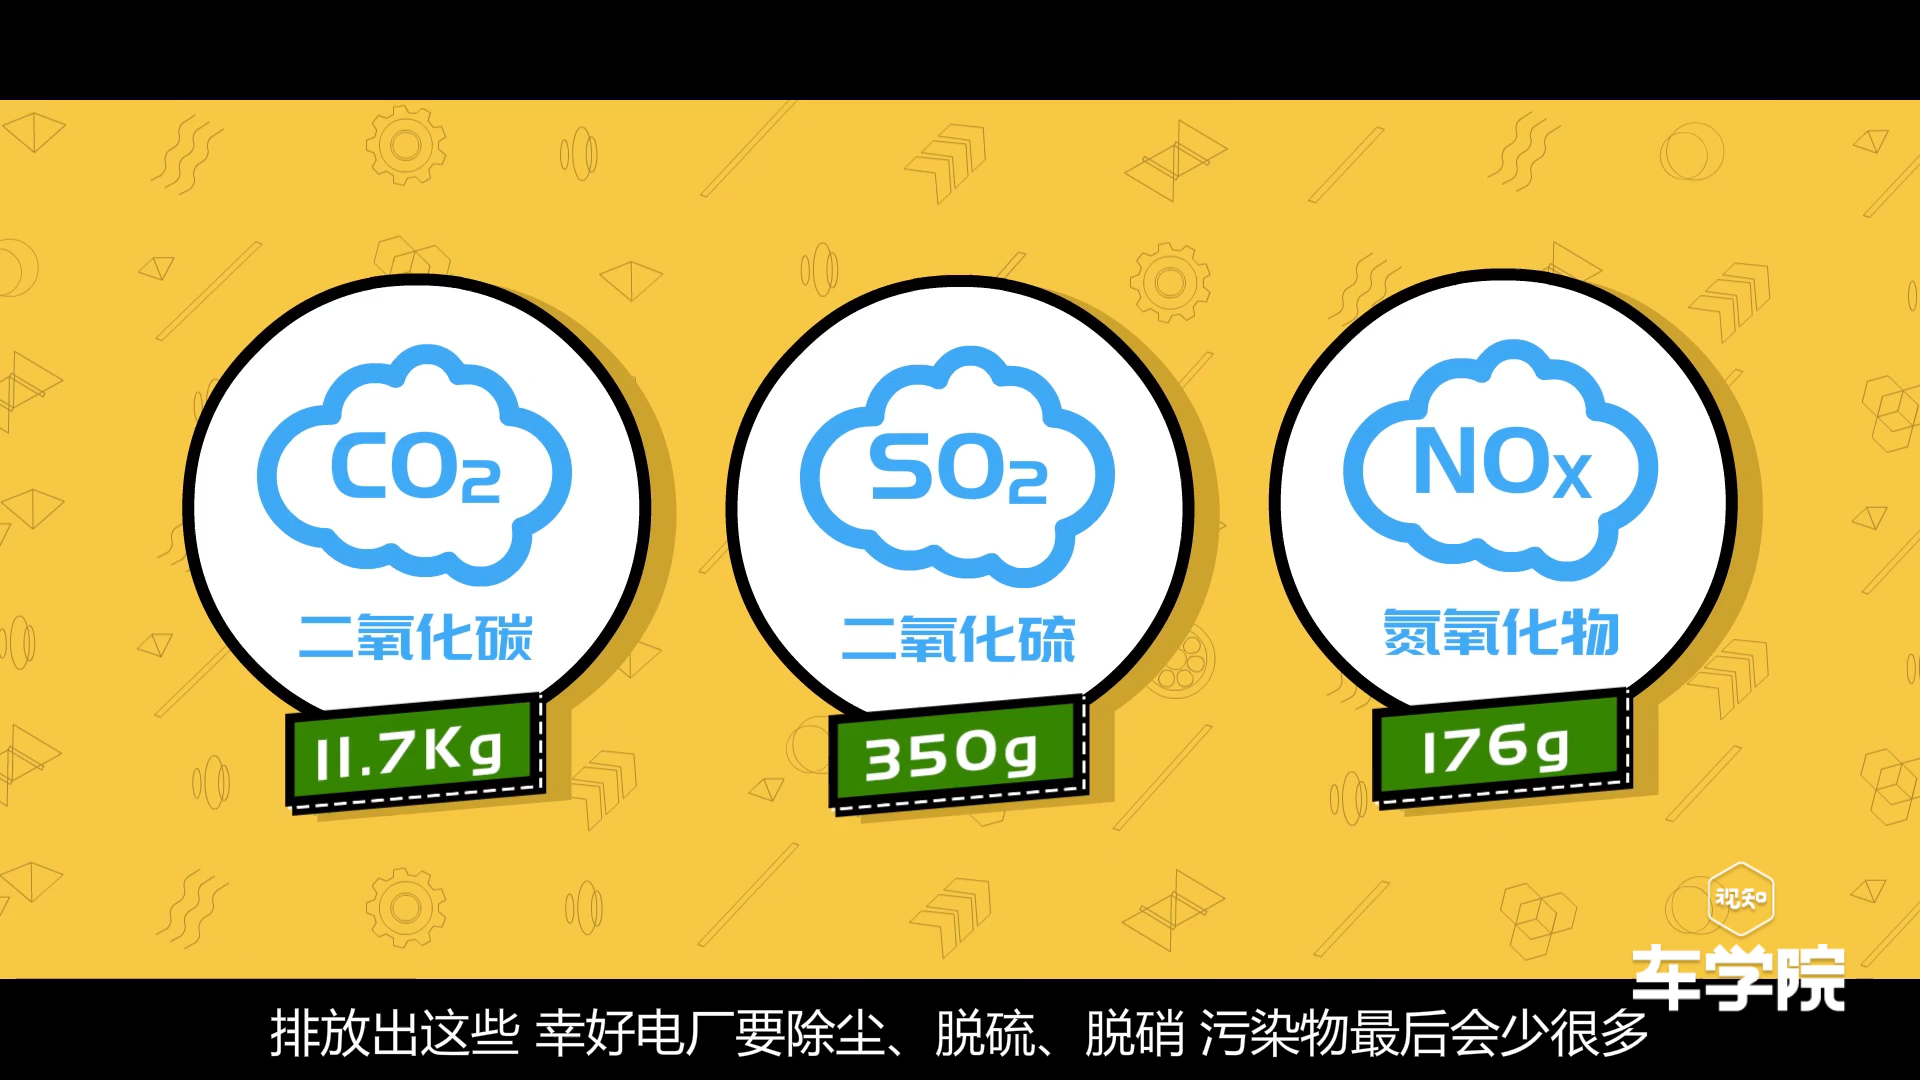 CO₂
二氧化碳
11.7Kg
SO₂
二氧化硫
350g
NOx
氮氧化物
176g
视知
车学院
排放出这些 幸好电厂要除尘、脱硫、脱硝 污染物最后会少很多